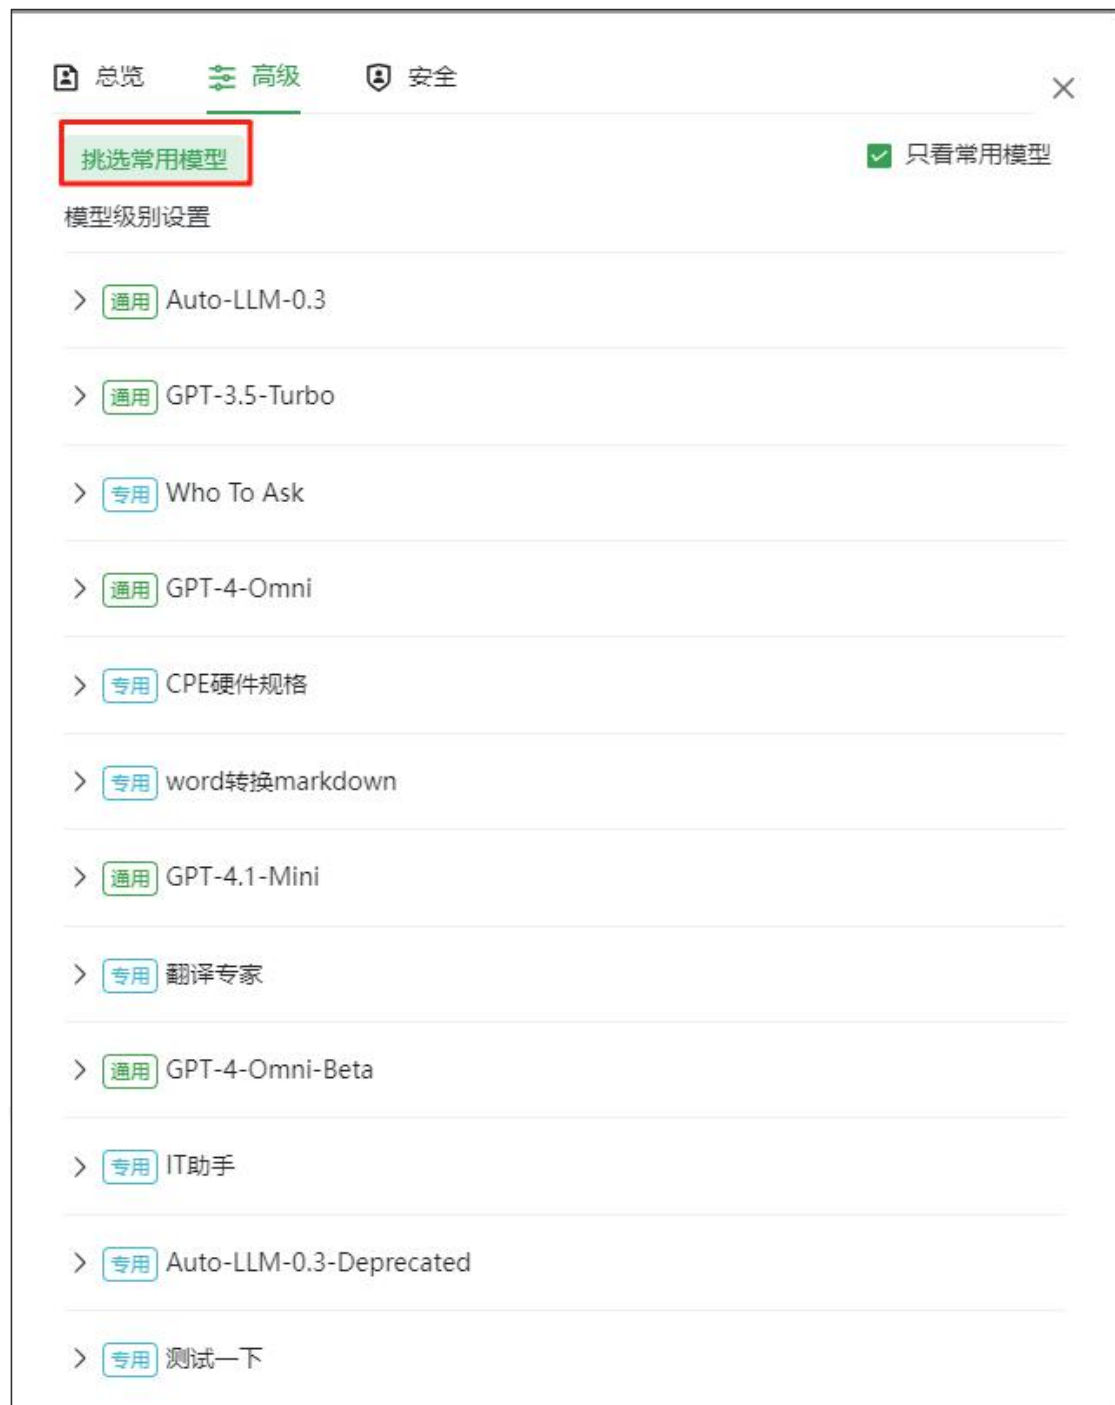 总览 高级 安全
挑选常用模型 只看常用模型
模型级别设置
通用 Auto-LLM-0.3
通用 GPT-3.5-Turbo
专用 Who To Ask
通用 GPT-4-Omni
专用 CPE硬件规格
专用 word转换markdown
通用 GPT-4.1-Mini
专用 翻译专家
通用 GPT-4-Omni-Beta
专用 IT助手
专用 Auto-LLM-0.3-Deprecated
专用 测试一下